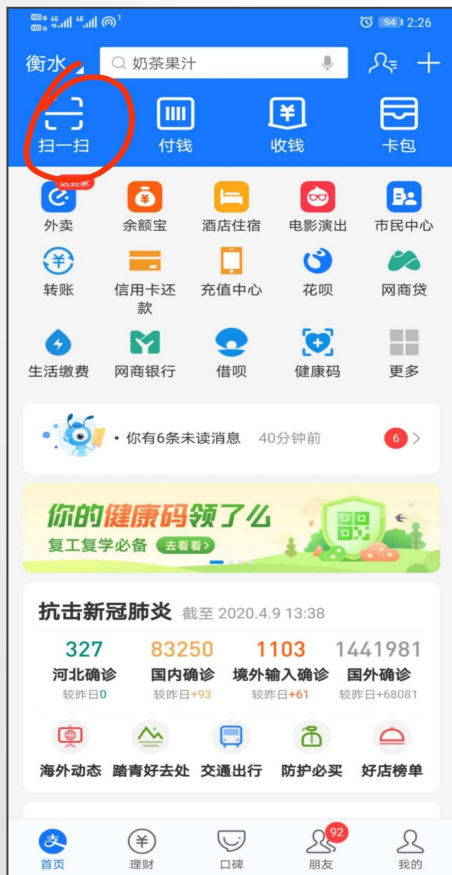 HD 4G 4G 1 94 2:26
衡水 奶茶果汁
扫一扫 付钱 收钱 卡包
外卖 余额宝 酒店住宿 电影演出 市民中心
转账 信用卡还款 充值中心 花呗 网商贷
生活缴费 网商银行 借呗 健康码 更多
· 你有6条未读消息 40分钟前 6 >
你的健康码领了么
复工复学必备 去看看>
抗击新冠肺炎 截至 2020.4.9 13:38
327 83250 1103 1441981
河北确诊 国内确诊 境外输入确诊 国外确诊
较昨日0 较昨日+93 较昨日+61 较昨日+68081
海外动态 踏青好去处 交通出行 防护必买 好店榜单
支 92
首页 理财 口碑 朋友 我的